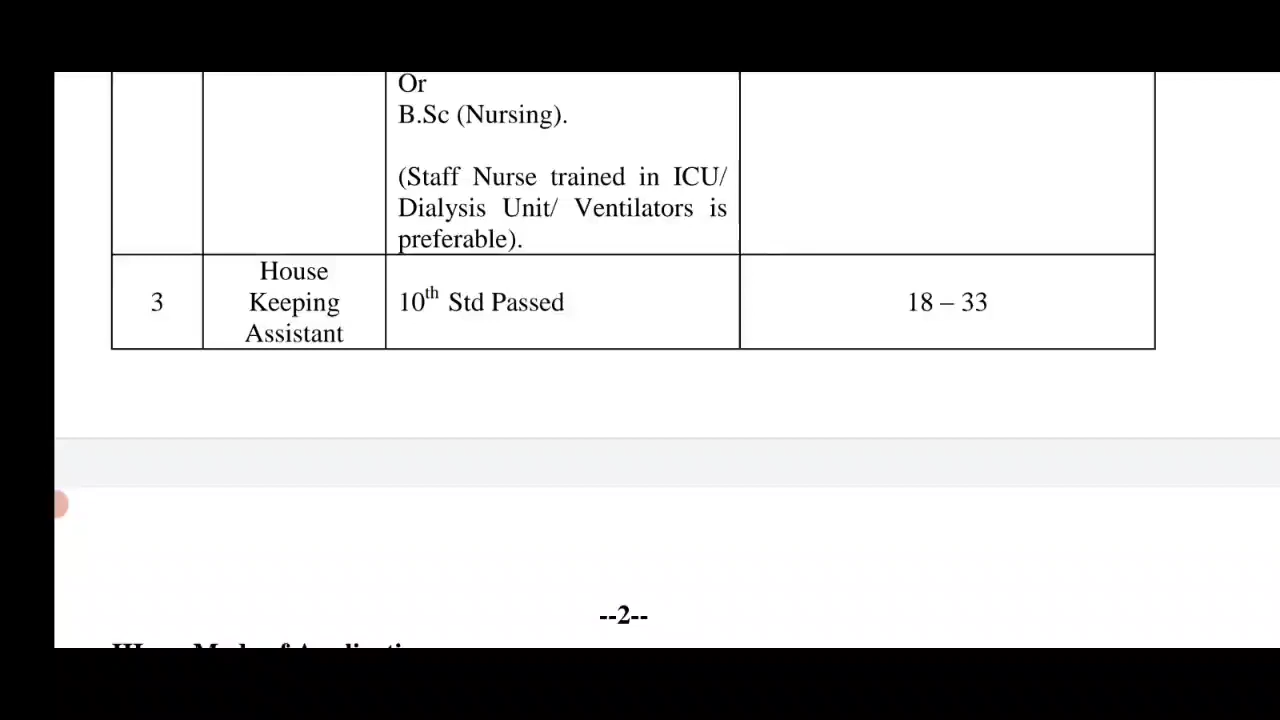 Or
B.Sc (Nursing).
(Staff Nurse trained in ICU/
Dialysis Unit/ Ventilators is
preferable).
3
House
Keeping
Assistant
10th Std Passed
18 – 33
--2--